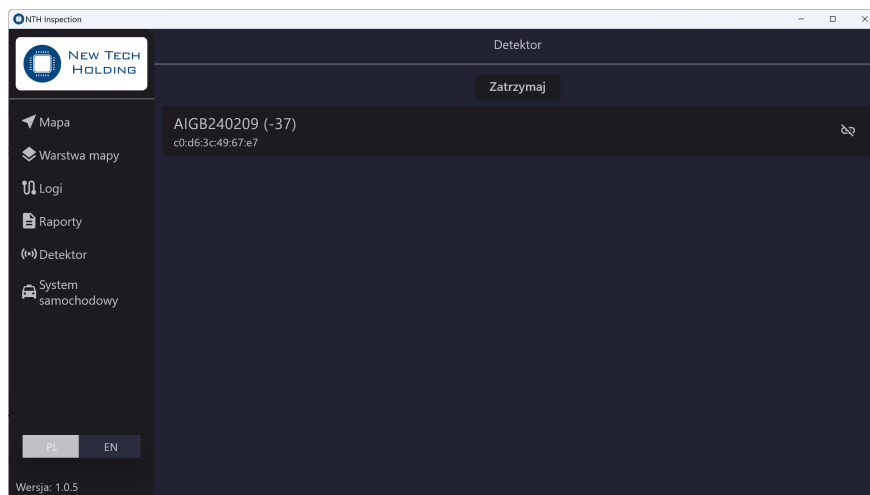 NTH Inspection
NEW TECH
HOLDING
Detektor
Zatrzymaj
AIGB240209 (-37)
c0:d6:3c:49:67:e7
Mapa
Warstwa mapy
Logi
Raporty
Detektor
System
samochodowy
PL EN
Wersja: 1.0.5